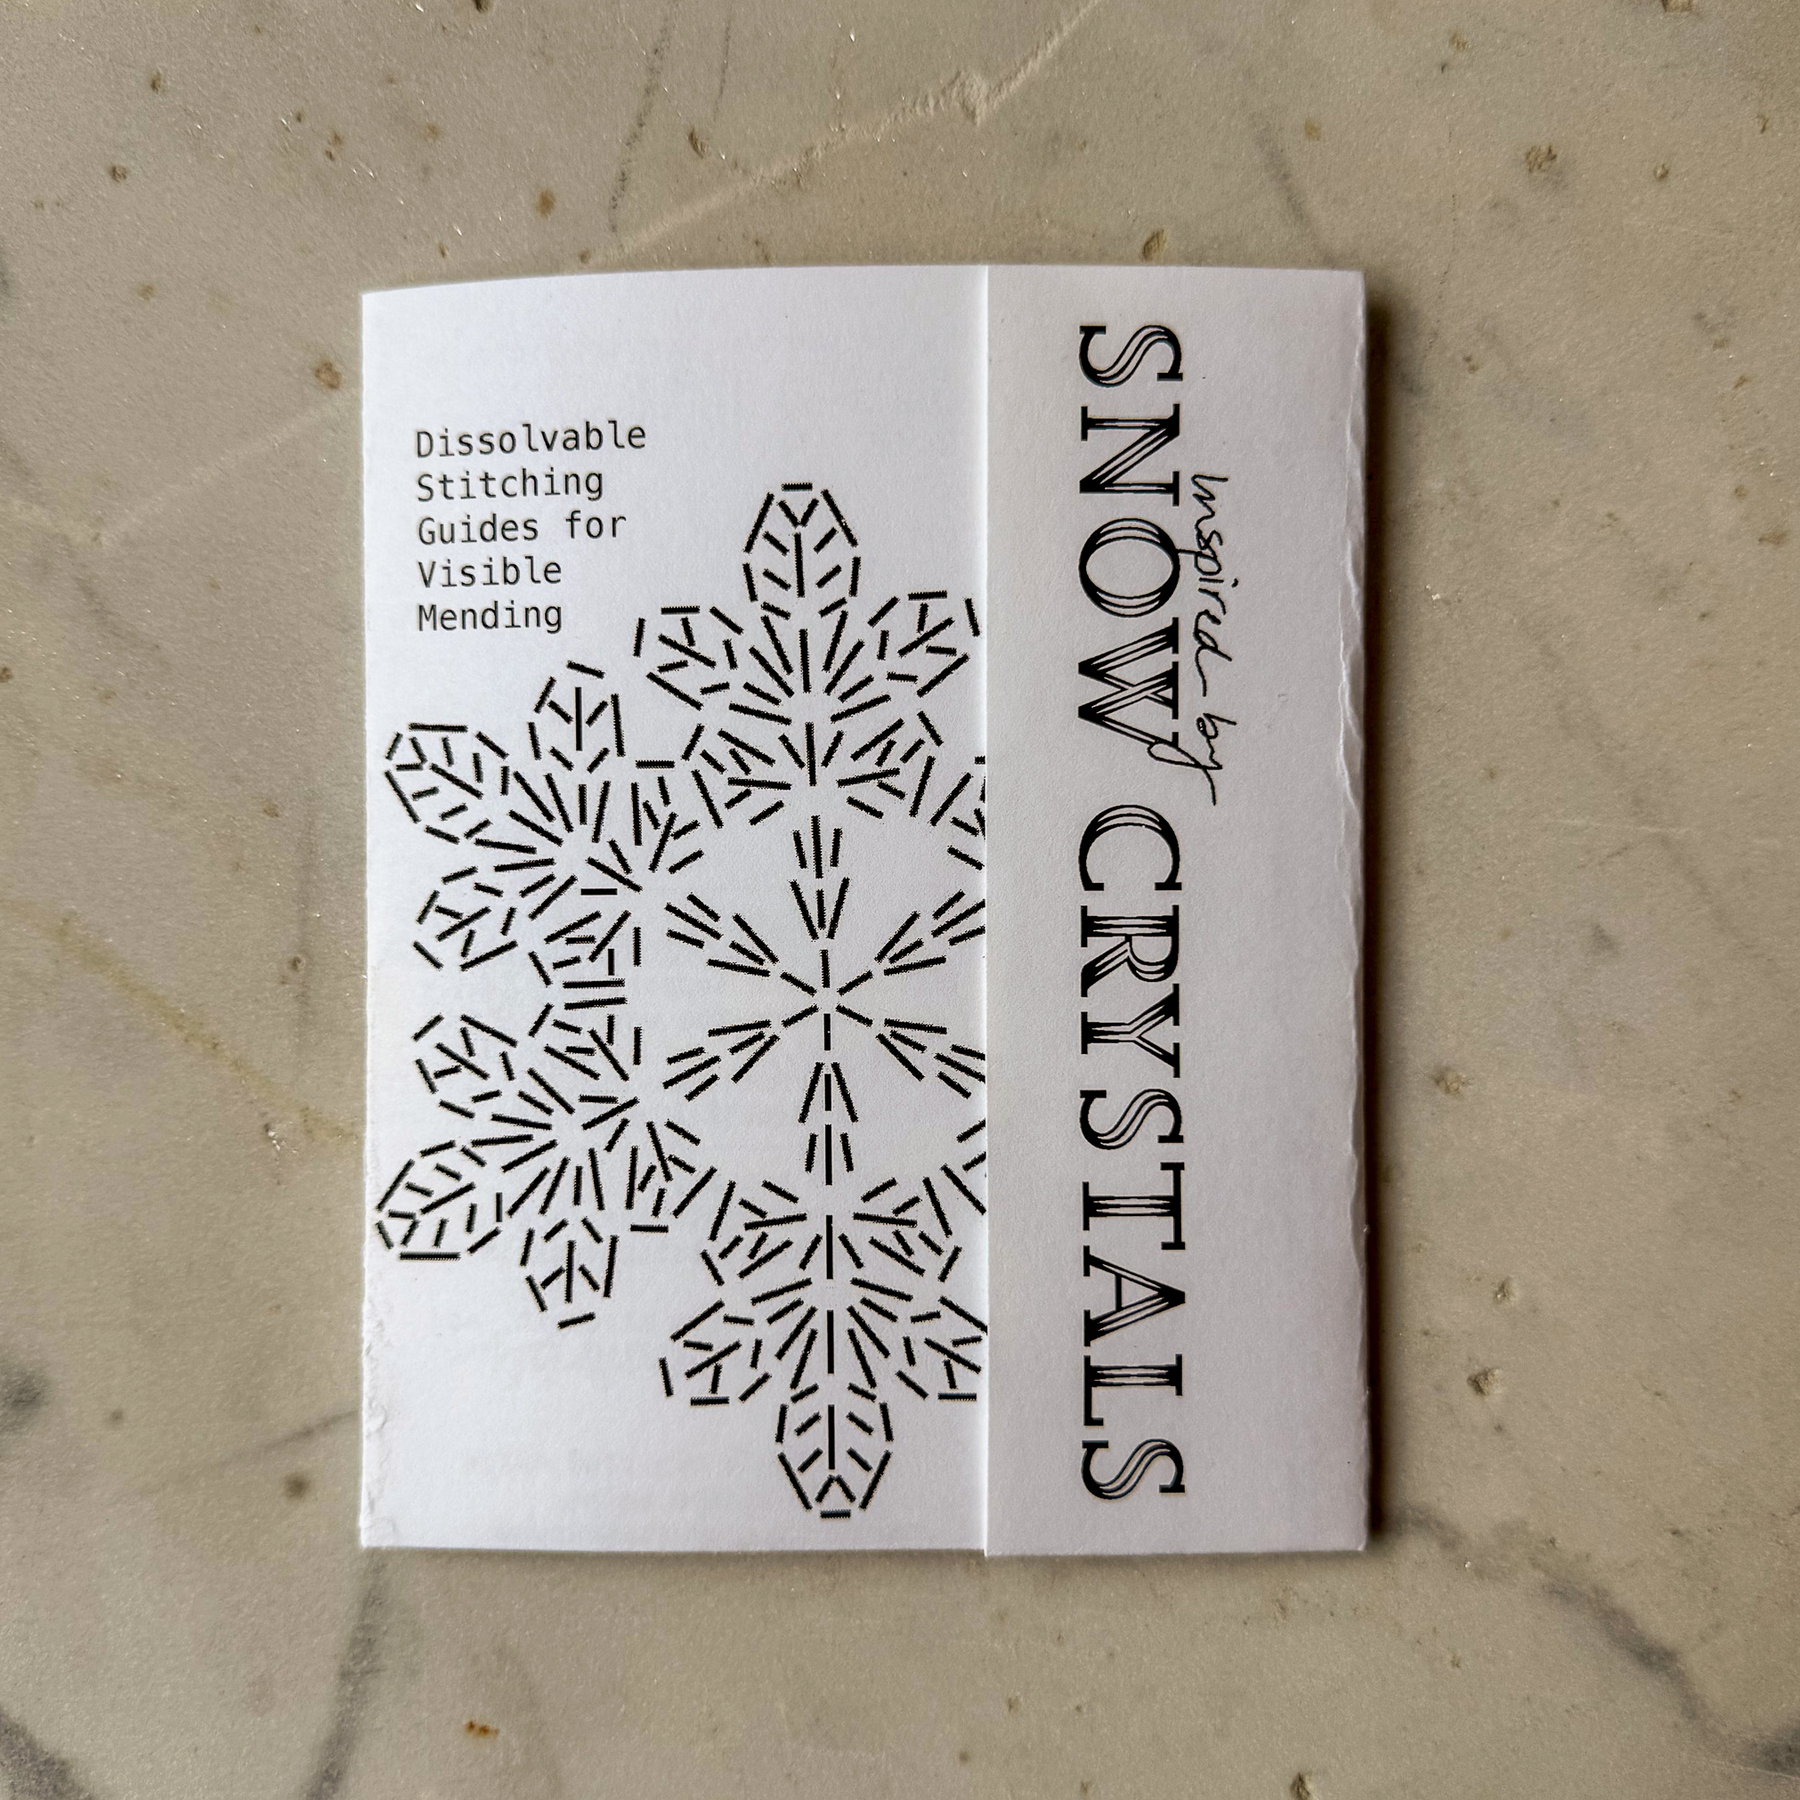 Dissolvable
Stitching
Guides for
Visible
Mending
Inspired by
SNOW CRYSTALS